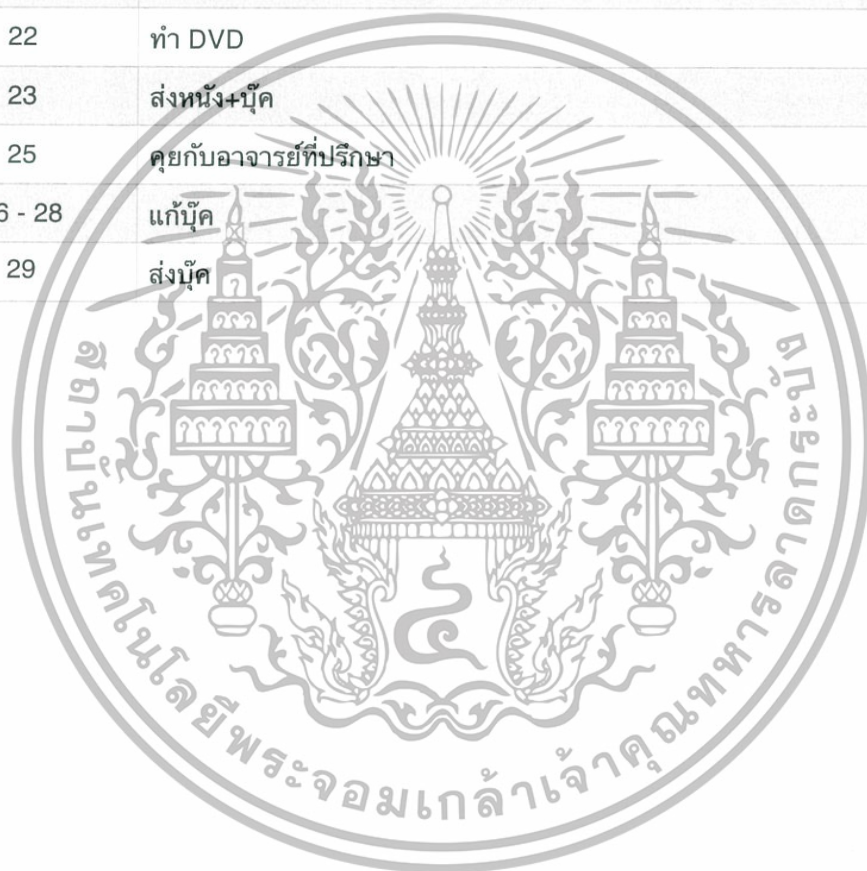 22 ทำ DVD
23 ส่งหนัง+บุ๊ค
25 คุยกับอาจารย์ที่ปรึกษา
6 - 28 แก้บุ๊ค
29 ส่งบุ๊ค
สถาบันเทคโนโลยีพระจอมเกล้าเจ้าคุณทหารลาดกระบัง
๔